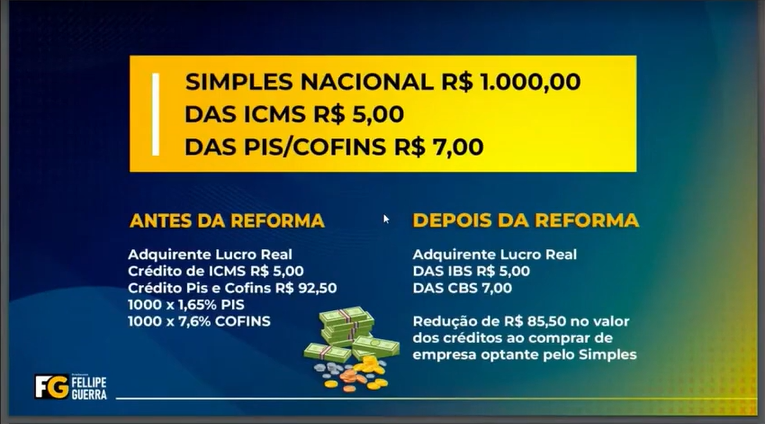 SIMPLES NACIONAL R$ 1.000,00
DAS ICMS R$ 5,00
DAS PIS/COFINS R$ 7,00
ANTES DA REFORMA
Adquirente Lucro Real
Crédito de ICMS R$ 5,00
Crédito Pis e Cofins R$ 92,50
1000 x 1,65% PIS
1000 x 7,6% COFINS
DEPOIS DA REFORMA
Adquirente Lucro Real
DAS IBS R$ 5,00
DAS CBS 7,00
Redução de R$ 85,50 no valor
dos créditos ao comprar de
empresa optante pelo Simples
FG
FELLIPE
GUERRA